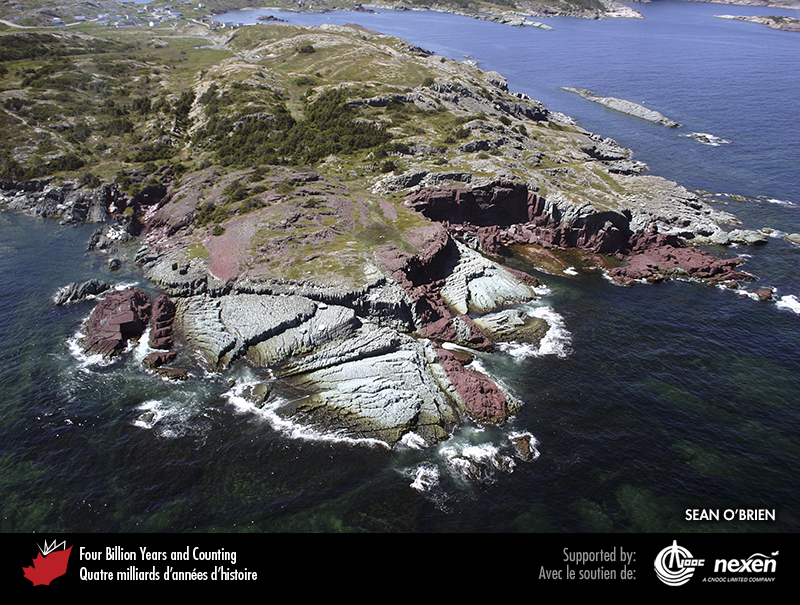 SEAN O'BRIEN
Four Billion Years and Counting
Quatre milliards d'années d'histoire
Supported by:
Avec le soutien de:
CNOOC
nexen
A CNOOC LIMITED COMPANY